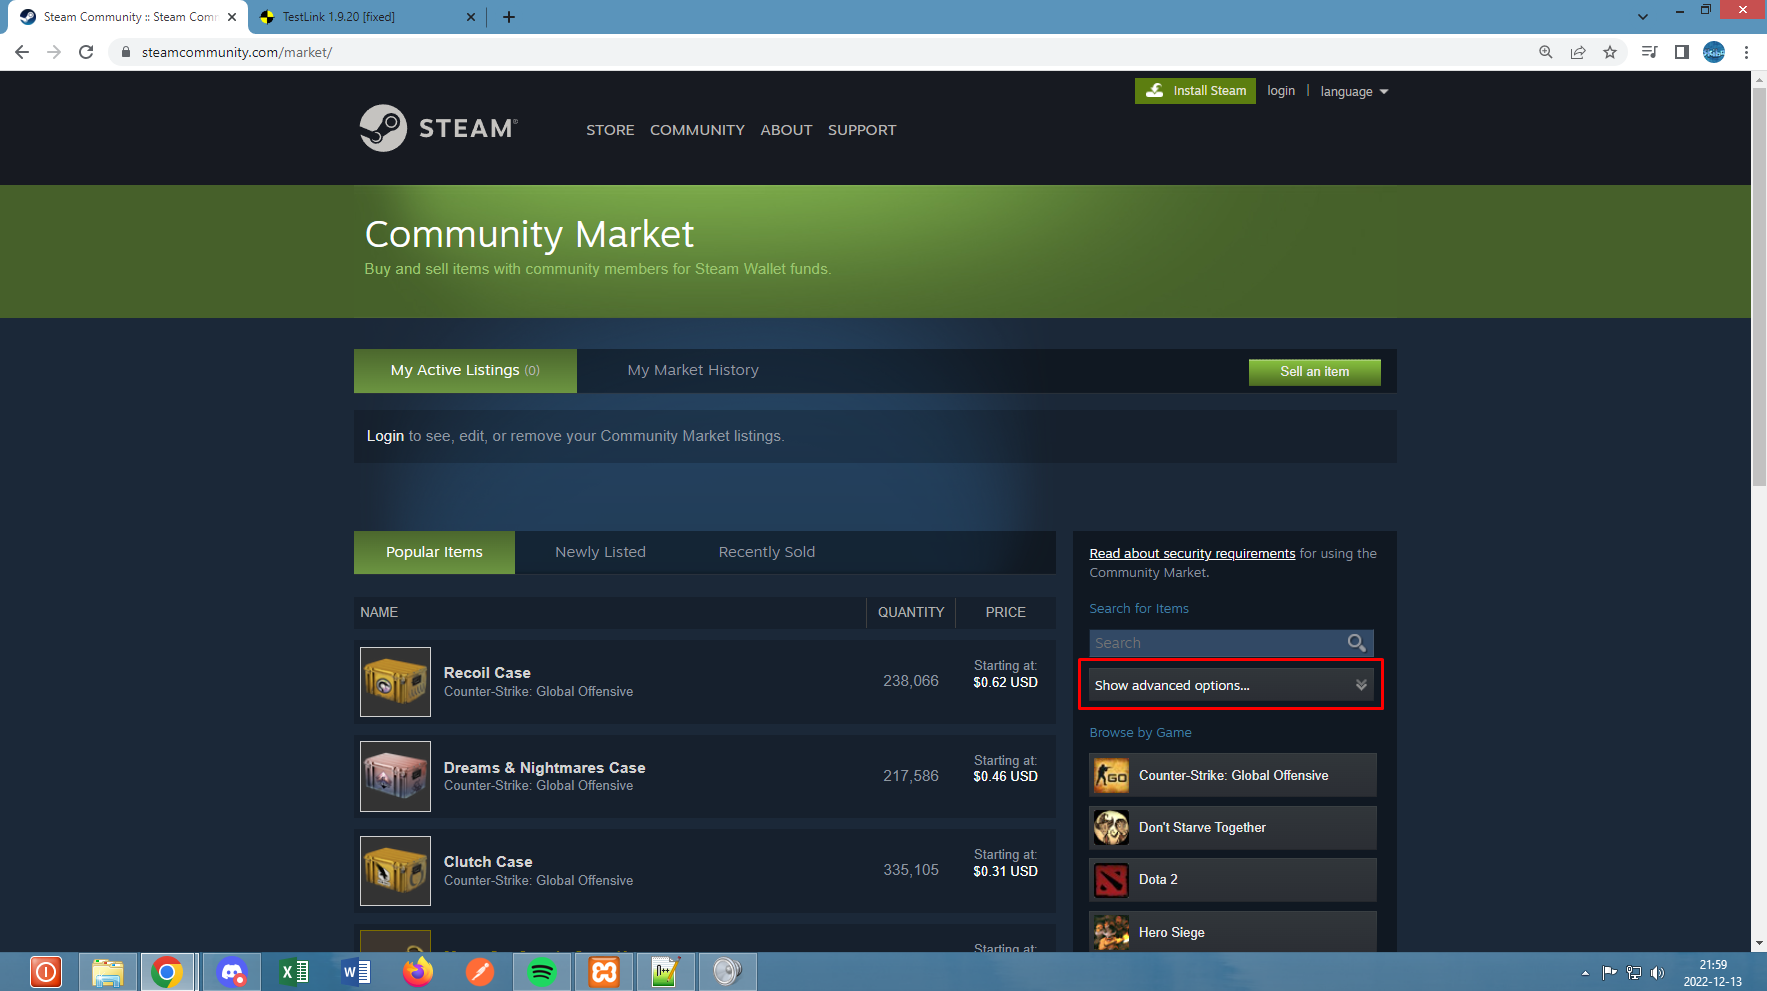 Steam Community :: Steam Com
TestLink 1.9.20 [fixed]
steamcommunity.com/market/
Install Steam
login
language
STEAM®
STORE
COMMUNITY
ABOUT
SUPPORT
Community Market
Buy and sell items with community members for Steam Wallet funds.
My Active Listings (0)
My Market History
Sell an item
Login to see, edit, or remove your Community Market listings.
Popular Items
Newly Listed
Recently Sold
NAME
QUANTITY
PRICE
Recoil Case
Counter-Strike: Global Offensive
238,066
Starting at:
$0.62 USD
Dreams & Nightmares Case
Counter-Strike: Global Offensive
217,586
Starting at:
$0.46 USD
Clutch Case
Counter-Strike: Global Offensive
335,105
Starting at:
$0.31 USD
Starting at:
Read about security requirements for using the
Community Market.
Search for Items
Search
Show advanced options...
Browse by Game
GO
Counter-Strike: Global Offensive
Don't Starve Together
Dota 2
Hero Siege
21:59
2022-12-13